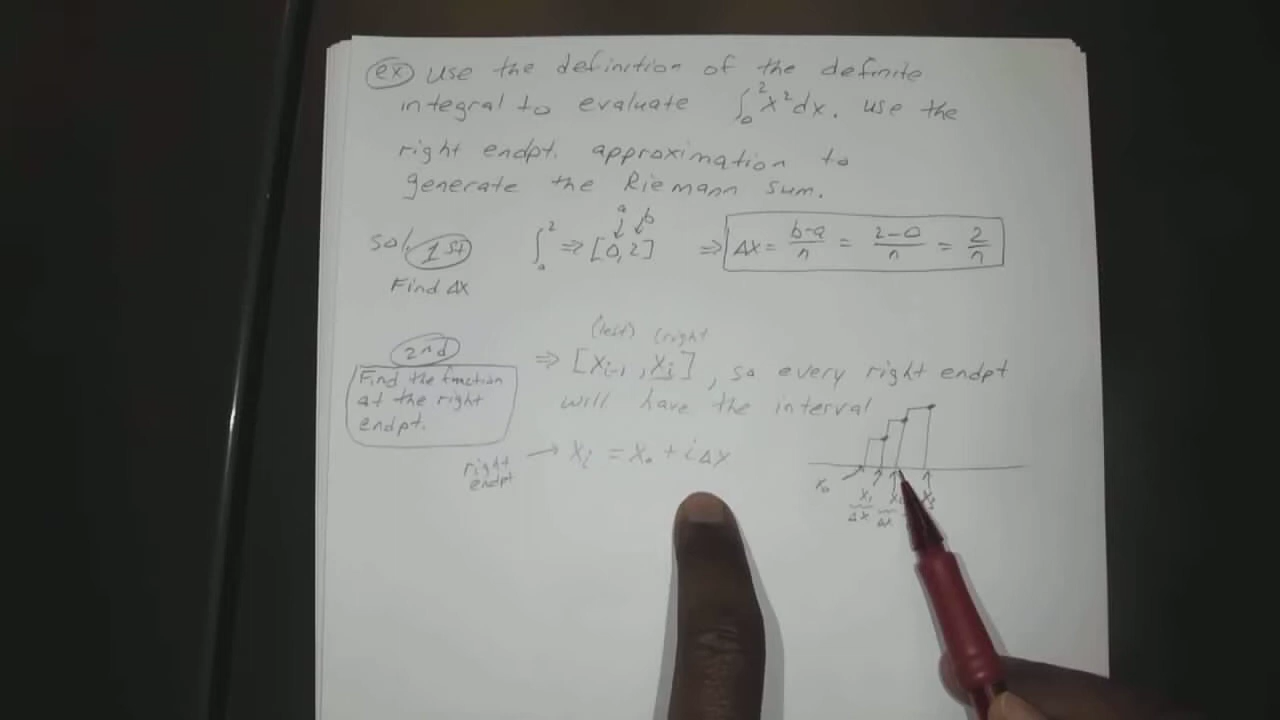 ex Use the definition of the definite
integral to evaluate ∫₀² x² dx. Use the
right endpt. approximation to
generate the Riemann sum.
a b
sol. 1st ∫ₐ² ⇒ [0, 2] ⇒ Δx = b-a/n = 2-0/n = 2/n
Find Δx
(left) (right
2nd ⇒ [xᵢ₋₁, xᵢ], so every right endpt
will have the interval
Find the function
at the right
endpt.
right endpt → xᵢ = x₀ + iΔx
x₀ x₁ x₃
Δx Δx